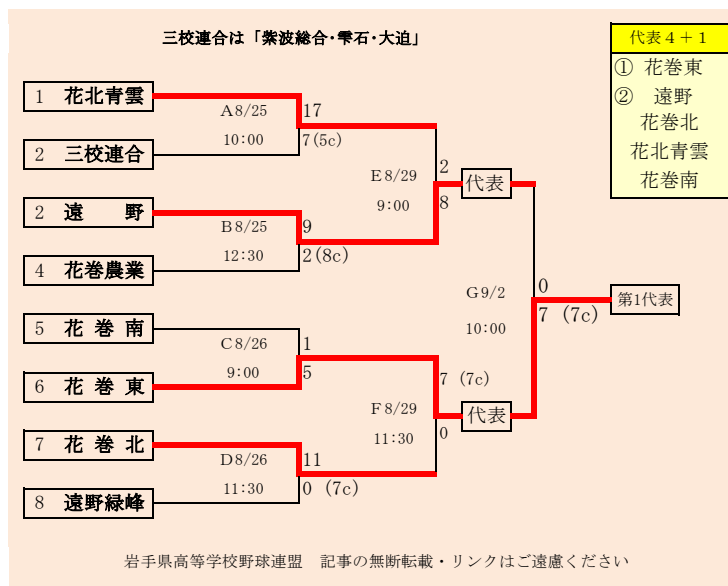 三校連合は「紫波総合・雫石・大迫」
代表４＋１
① 花巻東
② 遠野
花巻北
花北青雲
花巻南
1 花北青雲
A8/25
17
10:00
7(5c)
2 三校連合
E8/29
2
代表
9:00
8
2 遠 野
B8/25
9
12:30
2(8c)
4 花巻農業
G9/2
0
第1代表
10:00
7 (7c)
5 花 巻 南
C8/26
1
9:00
5
6 花 巻 東
7 (7c)
F8/29
代表
11:30
0
7 花 巻 北
D8/26
11
11:30
0 (7c)
8 遠野緑峰
岩手県高等学校野球連盟 記事の無断転載・リンクはご遠慮ください